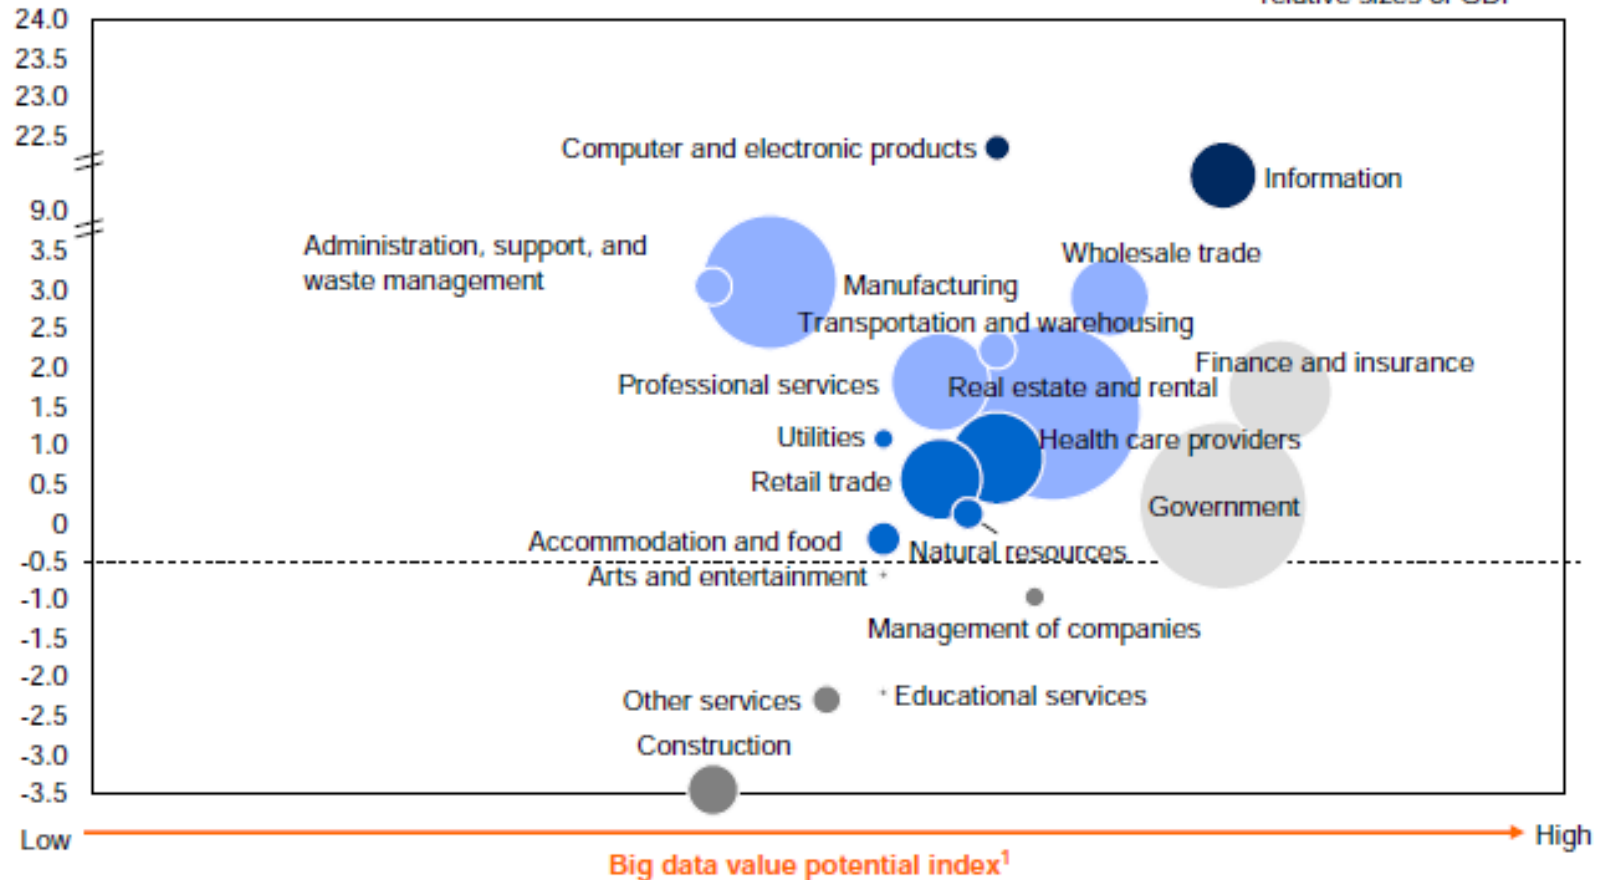 relative sizes of GDP
24.0
23.5
23.0
22.5
9.0
3.5
3.0
2.5
2.0
1.5
1.0
0.5
0
-0.5
-1.0
-1.5
-2.0
-2.5
-3.0
-3.5
Computer and electronic products
Information
Administration, support, and
waste management
Wholesale trade
Manufacturing
Transportation and warehousing
Finance and insurance
Professional services
Real estate and rental
Utilities
Health care providers
Retail trade
Government
Accommodation and food
Natural resources
Arts and entertainment
Management of companies
Other services
Educational services
Construction
Low
High
Big data value potential index¹